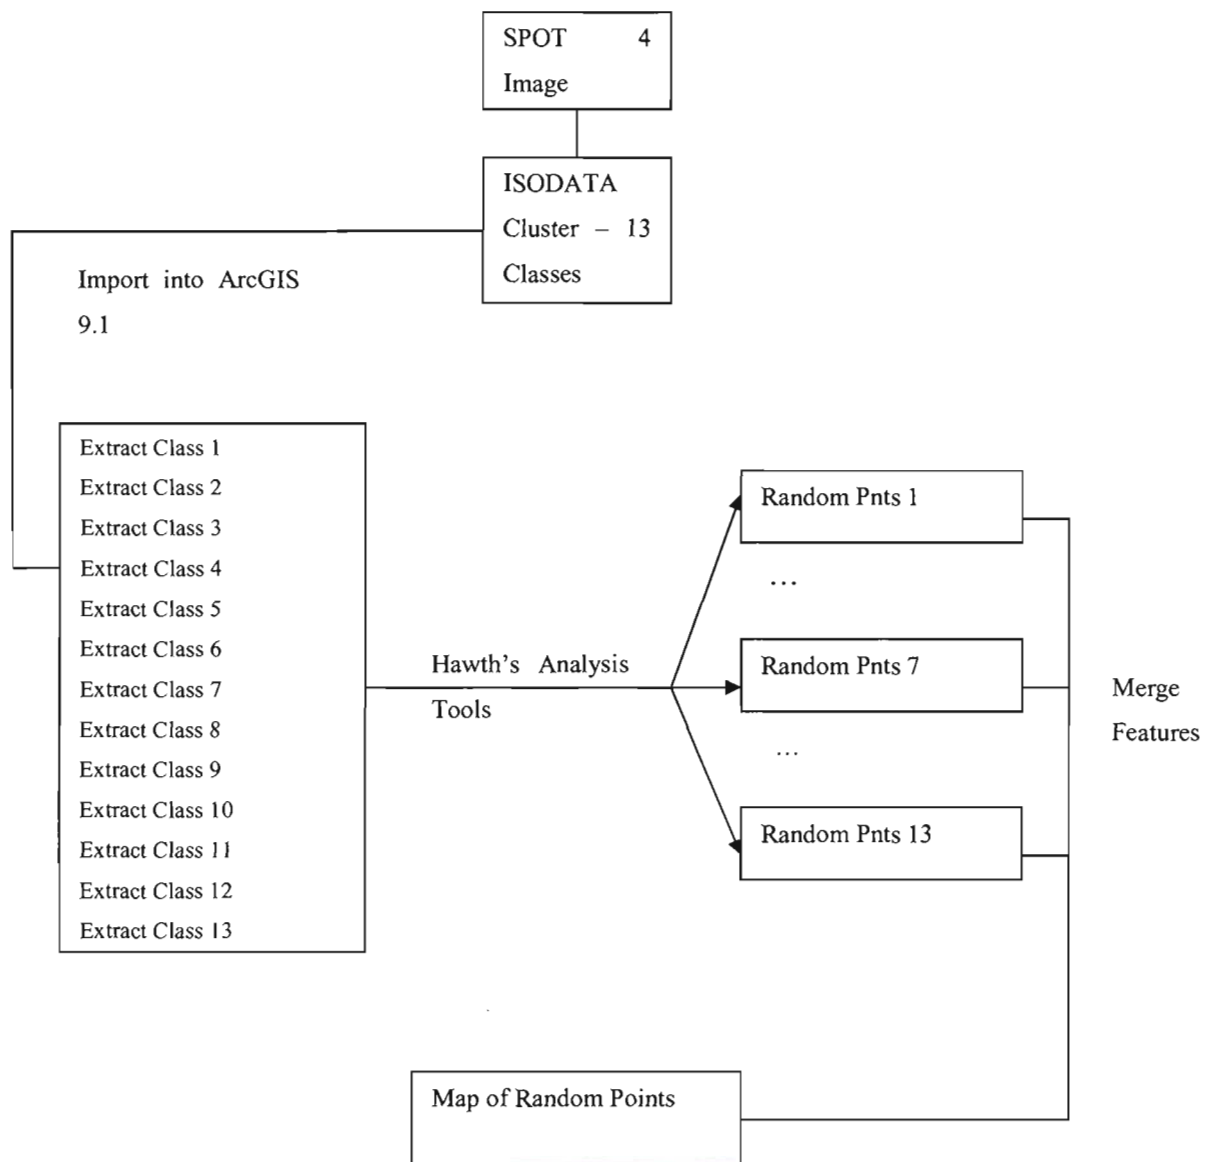 SPOT 4
Image
ISODATA
Cluster – 13
Classes
Import into ArcGIS
9.1
Extract Class 1
Extract Class 2
Extract Class 3
Extract Class 4
Extract Class 5
Extract Class 6
Extract Class 7
Extract Class 8
Extract Class 9
Extract Class 10
Extract Class 11
Extract Class 12
Extract Class 13
Hawth's Analysis
Tools
Random Pnts 1
...
Random Pnts 7
...
Random Pnts 13
Merge
Features
Map of Random Points